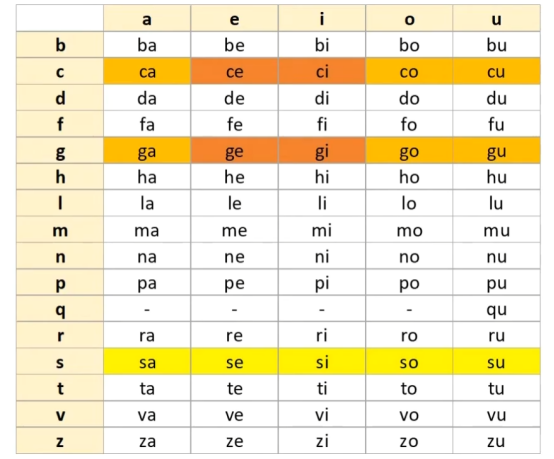 a e i o u
b ba be bi bo bu
c ca ce ci co cu
d da de di do du
f fa fe fi fo fu
g ga ge gi go gu
h ha he hi ho hu
l la le li lo lu
m ma me mi mo mu
n na ne ni no nu
p pa pe pi po pu
q - - - - qu
r ra re ri ro ru
s sa se si so su
t ta te ti to tu
v va ve vi vo vu
z za ze zi zo zu